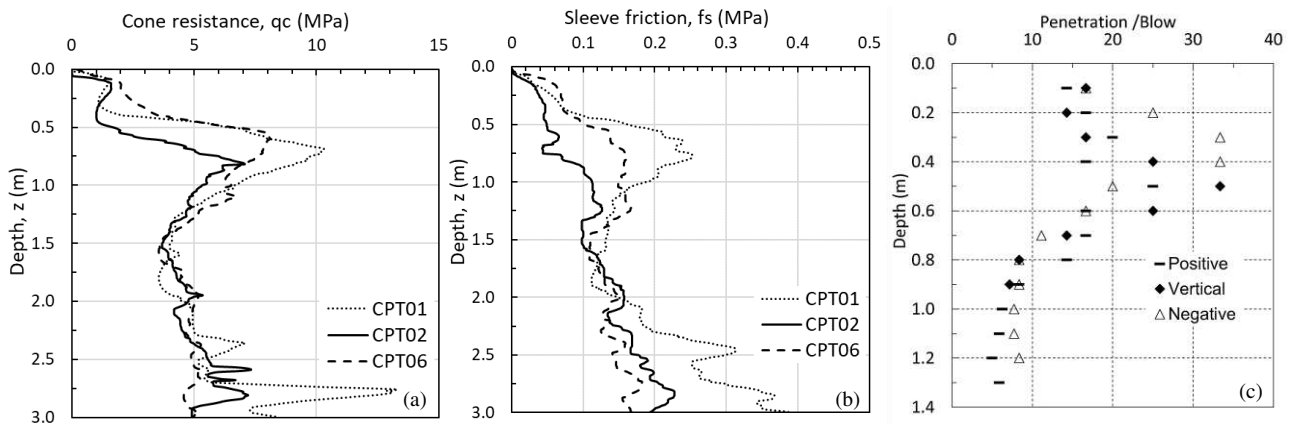 Cone resistance, qc (MPa)
0 5 10 15
0.0
0.5
1.0
1.5
2.0
2.5
3.0
Depth, z (m)
CPT01
CPT02
CPT06
(a)
Sleeve friction, fs (MPa)
0 0.1 0.2 0.3 0.4 0.5
0.0
0.5
1.0
1.5
2.0
2.5
3.0
Depth, z (m)
CPT01
CPT02
CPT06
(b)
Penetration /Blow
0 10 20 30 40
0.0
0.2
0.4
0.6
0.8
1.0
1.2
1.4
Depth (m)
Positive
Vertical
Negative
(c)